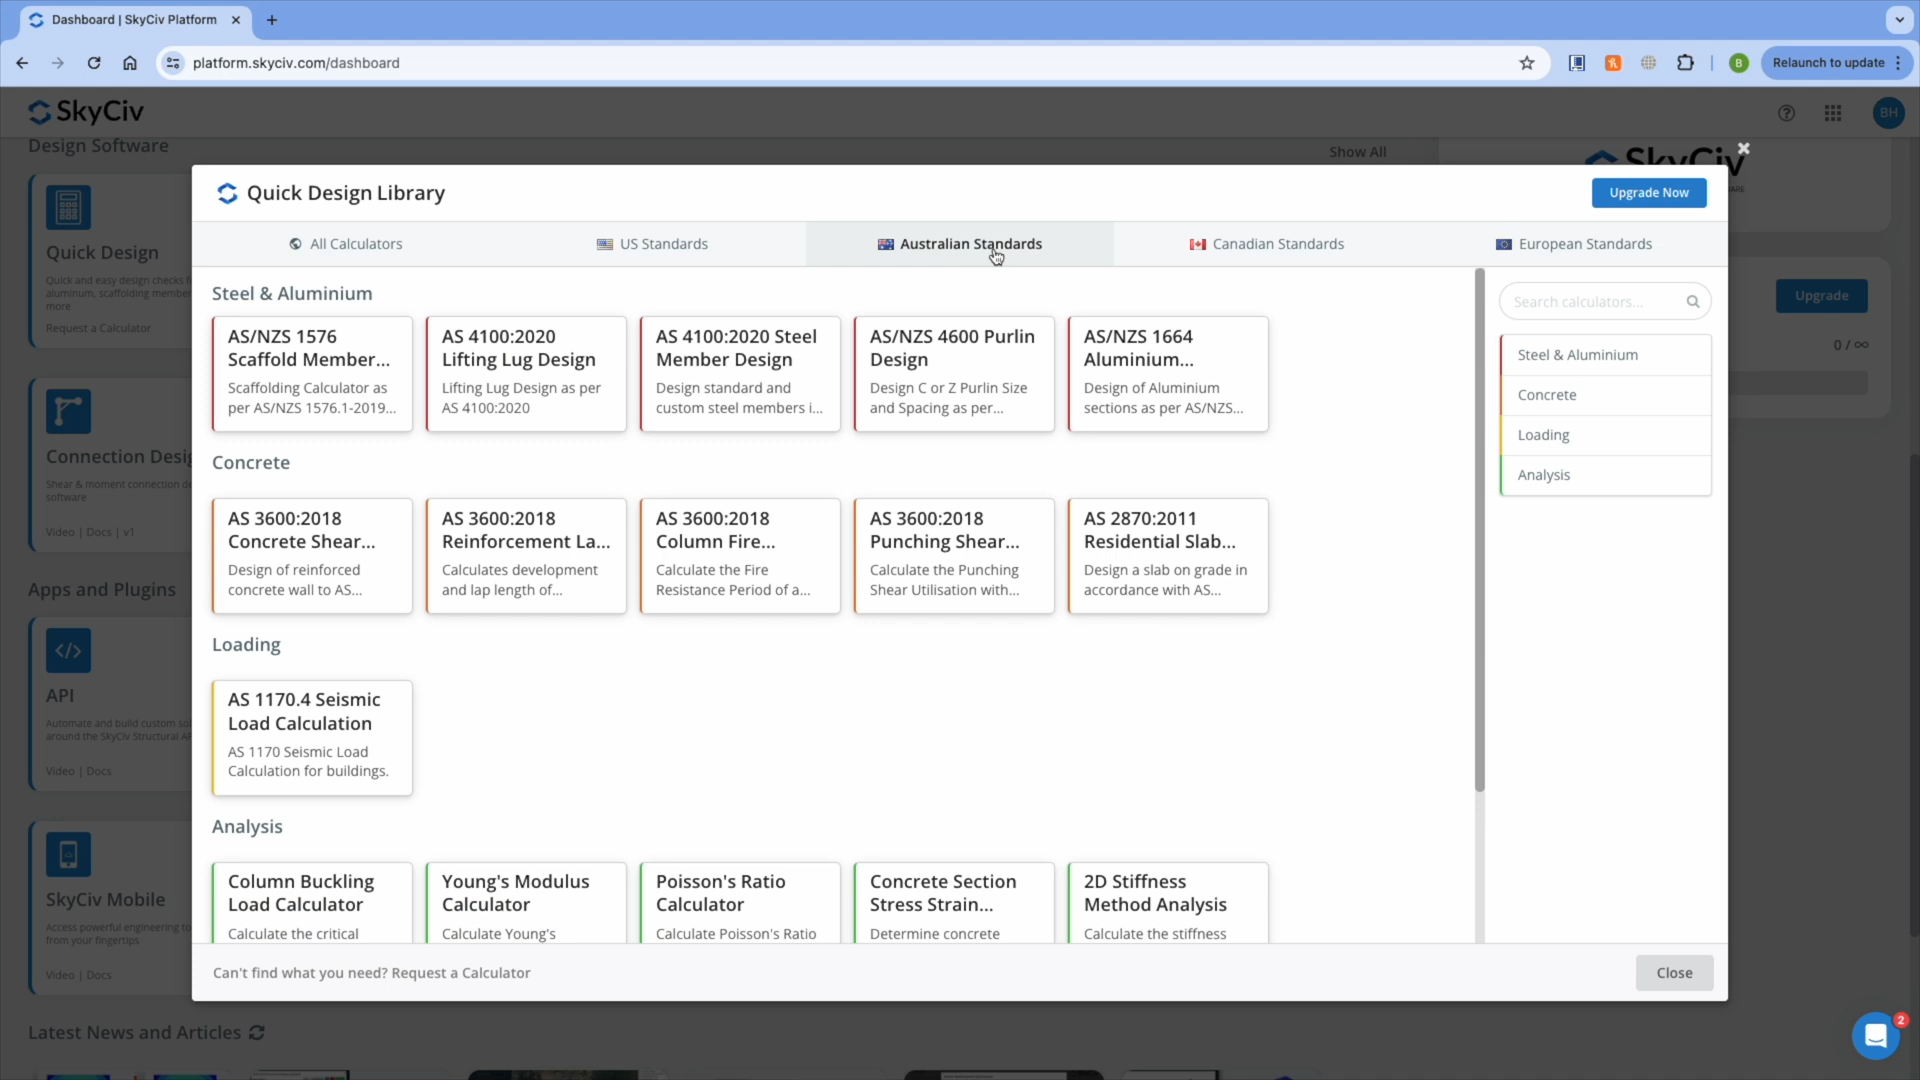 Dashboard | SkyCiv Platform
platform.skyciv.com/dashboard
B
Relaunch to update
SkyCiv
BH
Design Software
Show All
SkyCiv
Quick Design Library
Upgrade Now
All Calculators
US Standards
Australian Standards
Canadian Standards
European Standards
Quick Design
Quick and easy design checks f
aluminum, scaffolding member
more
Request a Calculator
Connection Desig
Shear & moment connection de
software
Video | Docs | v1
Apps and Plugins
API
Automate and build custom sol
around the SkyCiv Structural AP
Video | Docs
SkyCiv Mobile
Access powerful engineering to
from your fingertips
Video | Docs
Latest News and Articles
Steel & Aluminium
AS/NZS 1576
Scaffold Member...
Scaffolding Calculator as
per AS/NZS 1576.1-2019...
AS 4100:2020
Lifting Lug Design
Lifting Lug Design as per
AS 4100:2020
AS 4100:2020 Steel
Member Design
Design standard and
custom steel members i...
AS/NZS 4600 Purlin
Design
Design C or Z Purlin Size
and Spacing as per...
AS/NZS 1664
Aluminium...
Design of Aluminium
sections as per AS/NZS...
Concrete
AS 3600:2018
Concrete Shear...
Design of reinforced
concrete wall to AS...
AS 3600:2018
Reinforcement La...
Calculates development
and lap length of...
AS 3600:2018
Column Fire...
Calculate the Fire
Resistance Period of a...
AS 3600:2018
Punching Shear...
Calculate the Punching
Shear Utilisation with...
AS 2870:2011
Residential Slab...
Design a slab on grade in
accordance with AS...
Loading
AS 1170.4 Seismic
Load Calculation
AS 1170 Seismic Load
Calculation for buildings.
Analysis
Column Buckling
Load Calculator
Calculate the critical
Young's Modulus
Calculator
Calculate Young's
Poisson's Ratio
Calculator
Calculate Poisson's Ratio
Concrete Section
Stress Strain...
Determine concrete
2D Stiffness
Method Analysis
Calculate the stiffness
Search calculators...
Steel & Aluminium
Concrete
Loading
Analysis
Upgrade
0 / ∞
Can't find what you need? Request a Calculator
Close
2